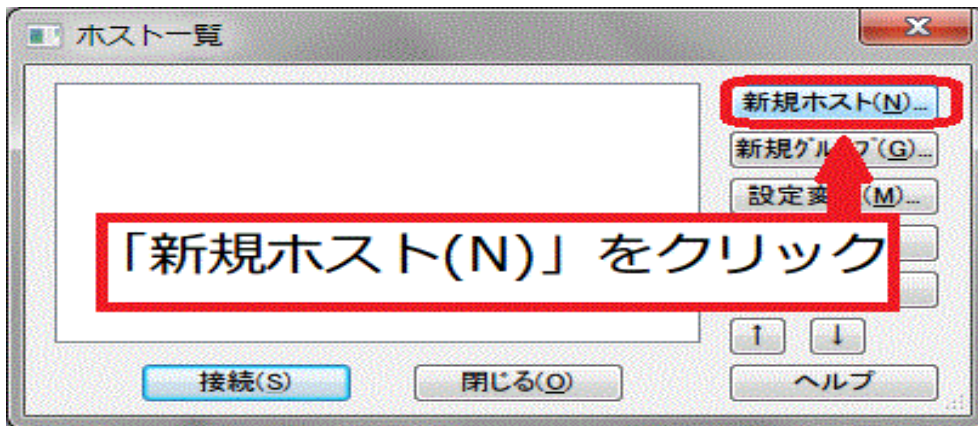 ホスト一覧
新規ホスト(N)...
新規グループ(G)...
設定変 (M)...
「新規ホスト(N)」をクリック
↑ ↓
接続(S) 閉じる(O) ヘルプ